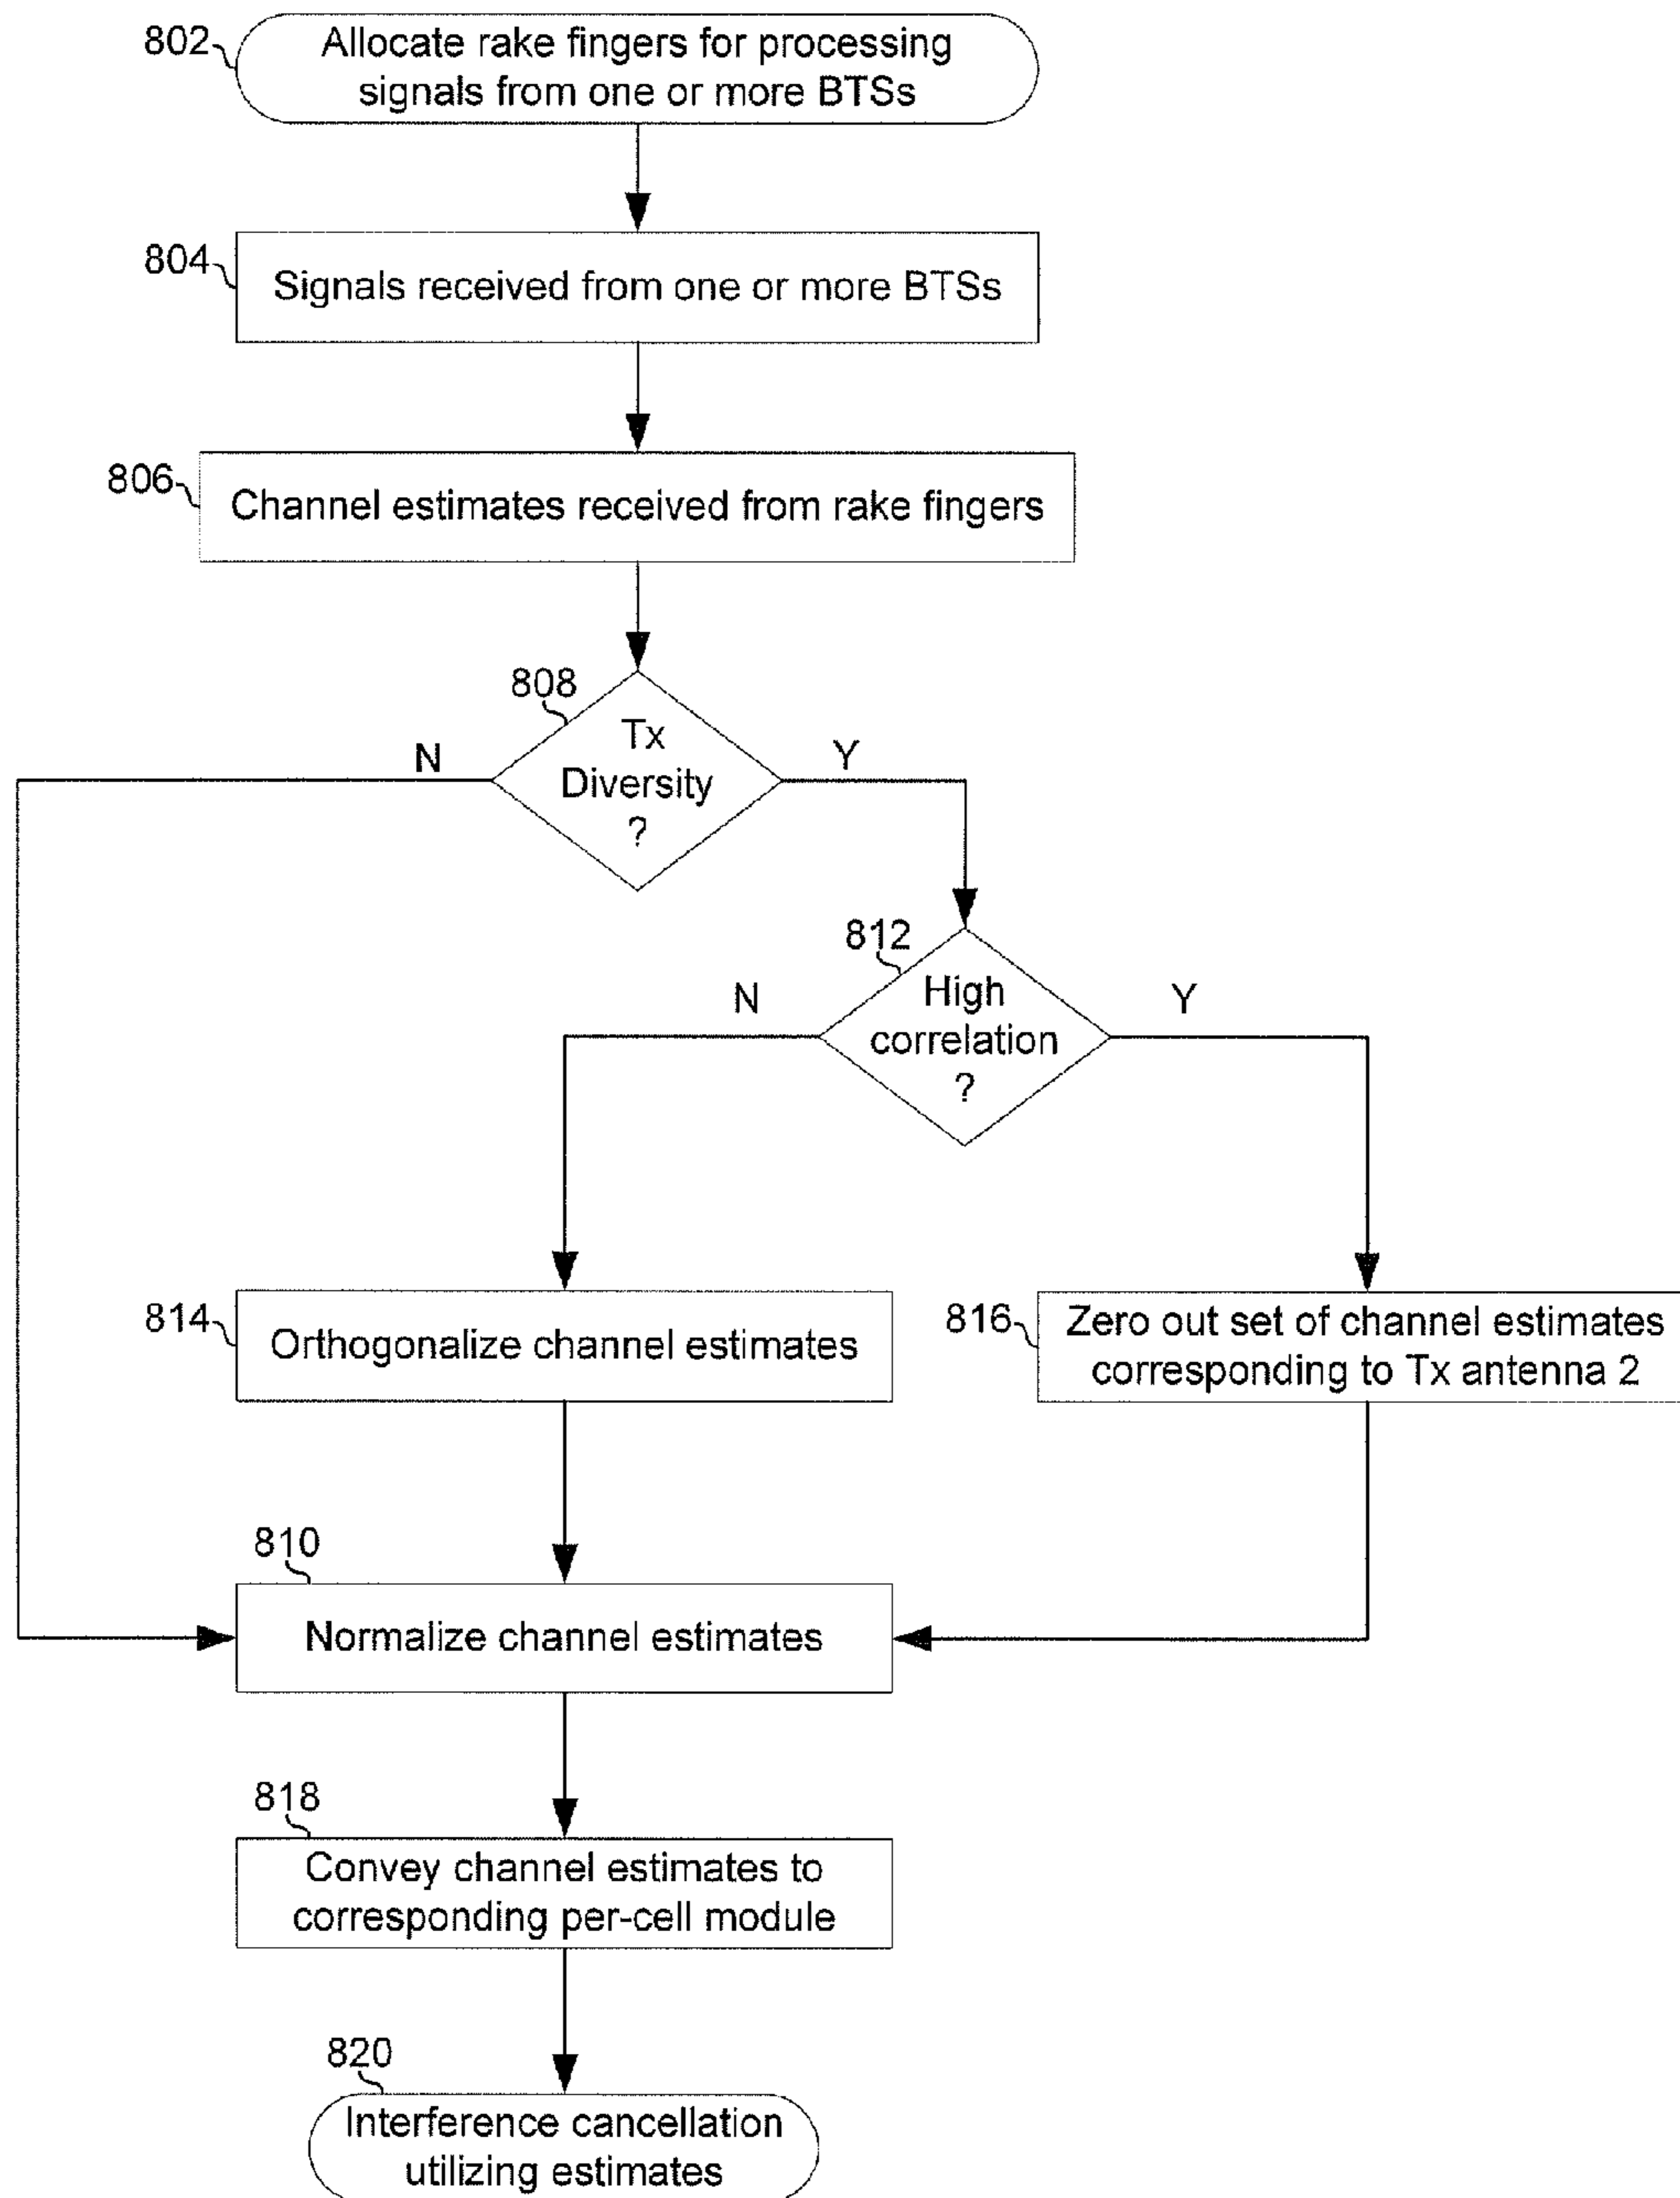 802
Allocate rake fingers for processing
signals from one or more BTSs
804
Signals received from one or more BTSs
806
Channel estimates received from rake fingers
808
Tx
Diversity
?
N
Y
812
High
correlation
?
N
Y
814
Orthogonalize channel estimates
816
Zero out set of channel estimates
corresponding to Tx antenna 2
810
Normalize channel estimates
818
Convey channel estimates to
corresponding per-cell module
820
Interference cancellation
utilizing estimates